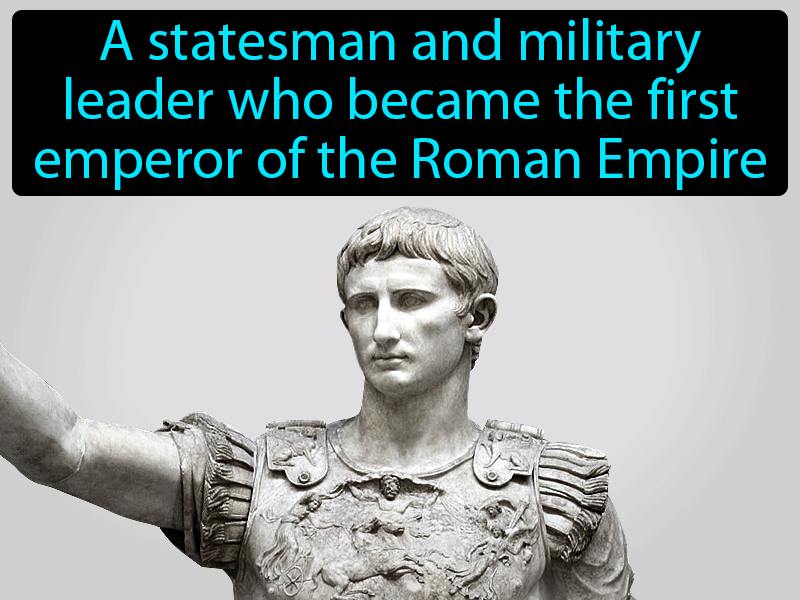 A statesman and military
leader who became the first
emperor of the Roman Empire